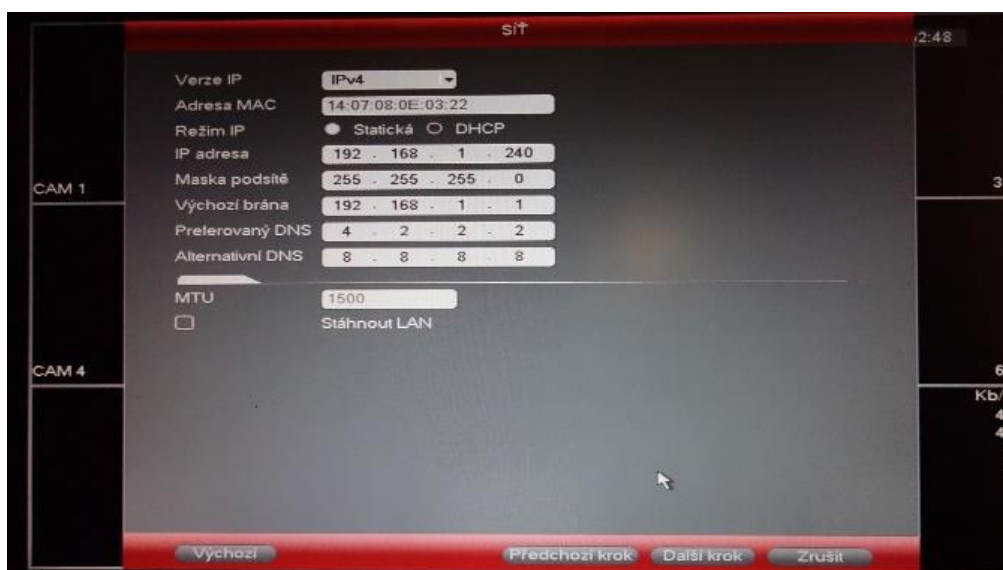 SÍŤ
2:48
Verze IP IPv4
Adresa MAC 14:07:08:0E:03:22
Režim IP Statická DHCP
IP adresa 192 . 168 . 1 . 240
Maska podsítě 255 . 255 . 255 . 0
CAM 1 3
Výchozí brána 192 . 168 . 1 . 1
Preferovaný DNS 4 . 2 . 2 . 2
Alternativní DNS 8 . 8 . 8 . 8
MTU 1500
Stáhnout LAN
CAM 4 6
Kb/
4
4
Výchozí Předchozí krok Další krok Zrušit